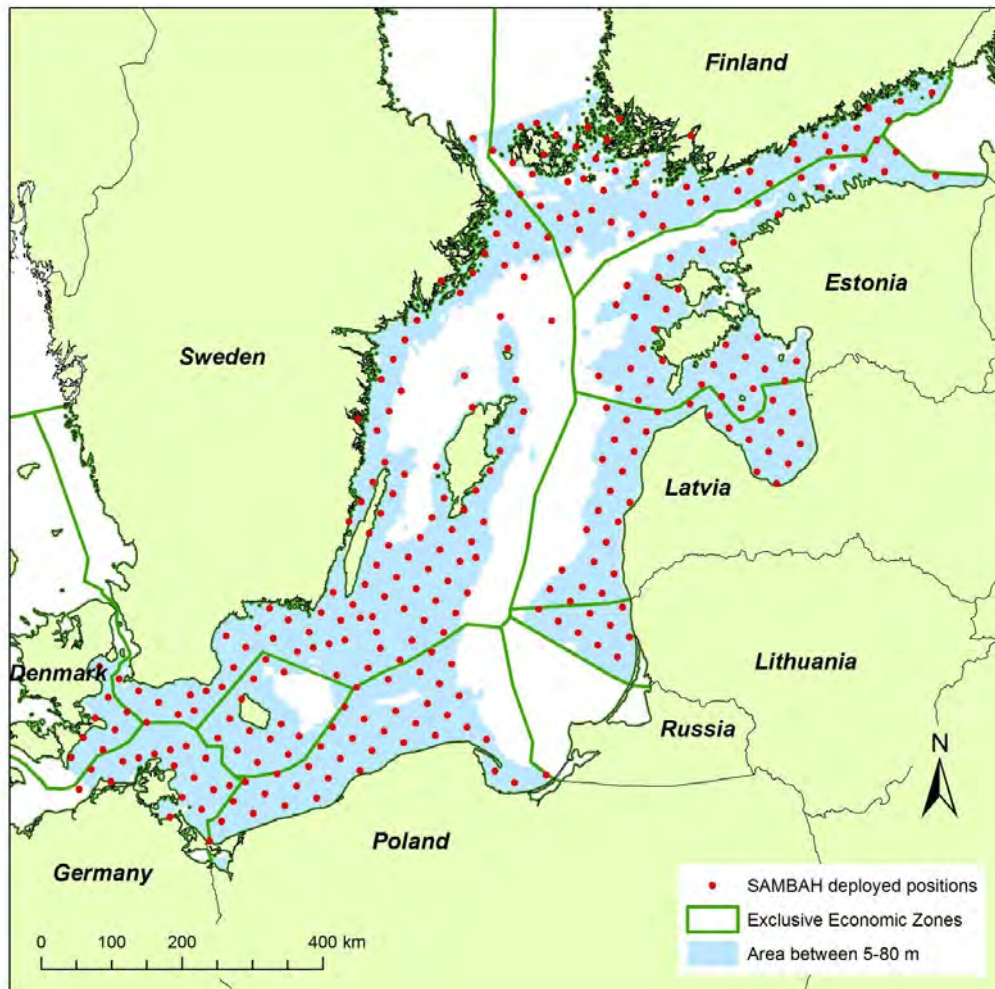 Finland
Estonia
Sweden
Latvia
Denmark
Lithuania
Russia
N
Poland
Germany
SAMBAH deployed positions
Exclusive Economic Zones
Area between 5-80 m
0 100 200 400 km